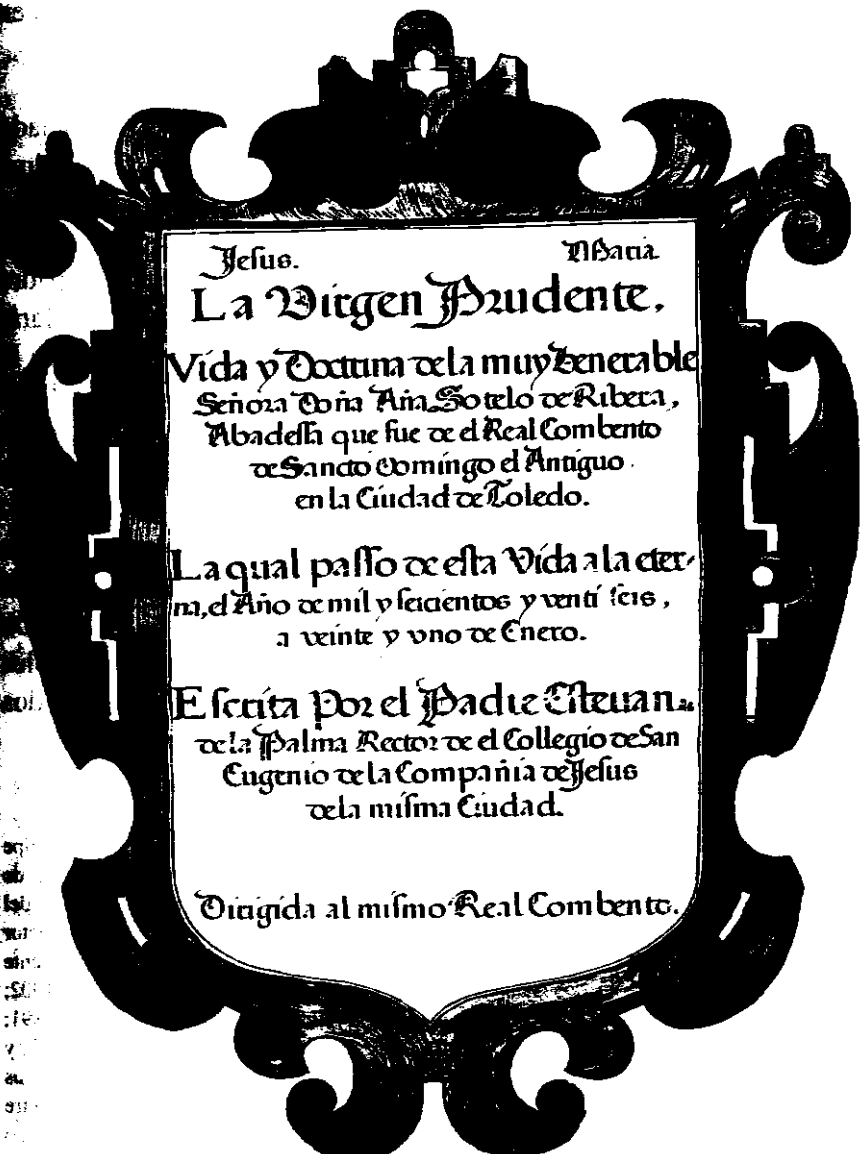 Jesus. Maria
La Virgen Prudente,
Vida y Doctrina de la muy Venerable
Señora Doña Ana Sotelo de Ribera,
Abadessa que fue de el Real Combento
de Sancto Domingo el Antiguo
en la Ciudad de Toledo.
La qual passo de esta Vida a la eter-
na, el Año de mil y seicientos y venti seis,
a veinte y vno de Enero.
Escrita Por el Padre Esteuan
de la Palma Rector de el Collegio de San
Eugenio de la Compañia de Jesus
de la misma Ciudad.
Dirigida al mismo Real Combento.